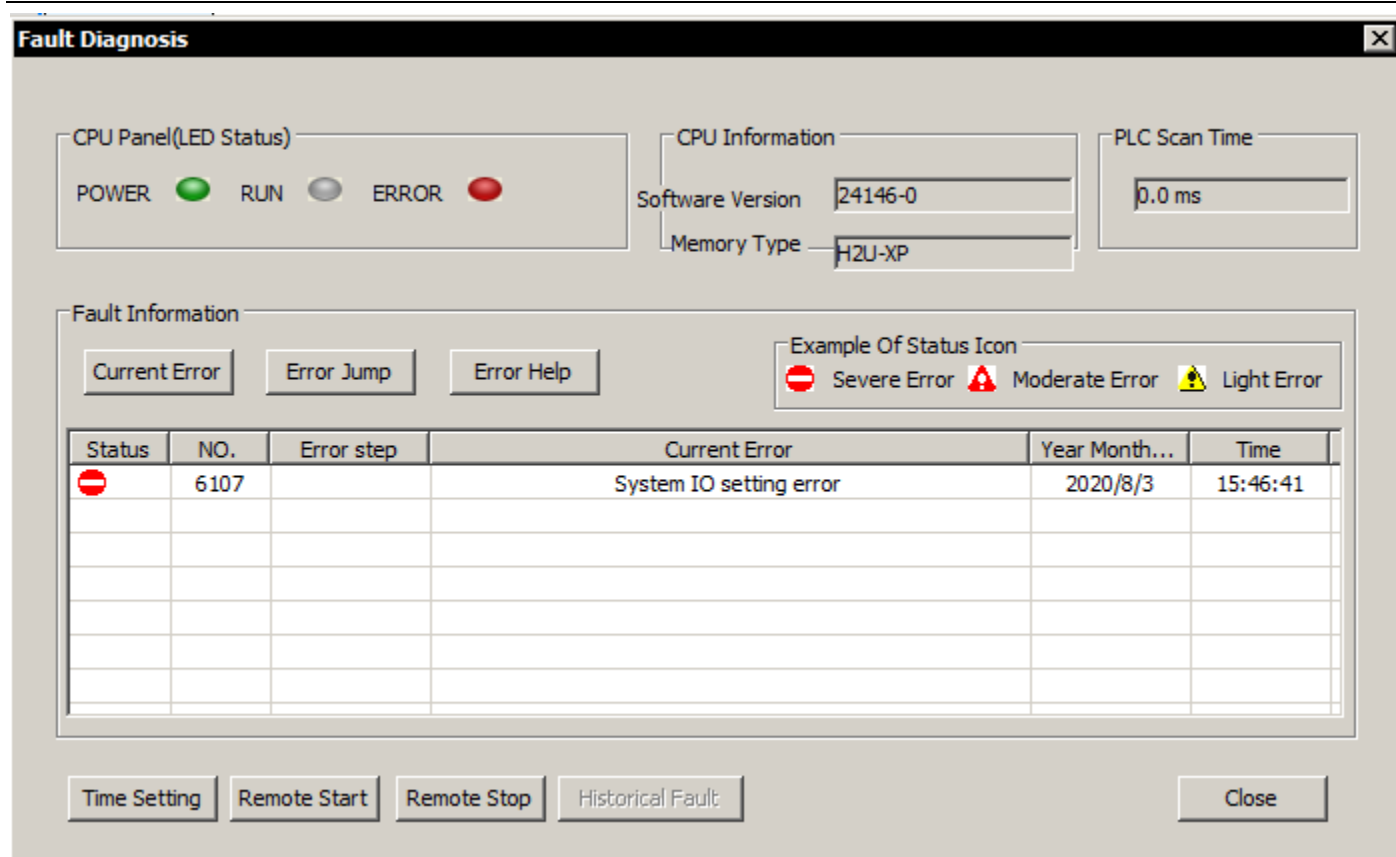 Fault Diagnosis
CPU Panel(LED Status)
POWER RUN ERROR
CPU Information
Software Version 24146-0
Memory Type H2U-XP
PLC Scan Time
0.0 ms
Fault Information
Current Error Error Jump Error Help
Example Of Status Icon
Severe Error Moderate Error Light Error
Status NO. Error step Current Error Year Month... Time
6107 System IO setting error 2020/8/3 15:46:41
Time Setting Remote Start Remote Stop Historical Fault Close